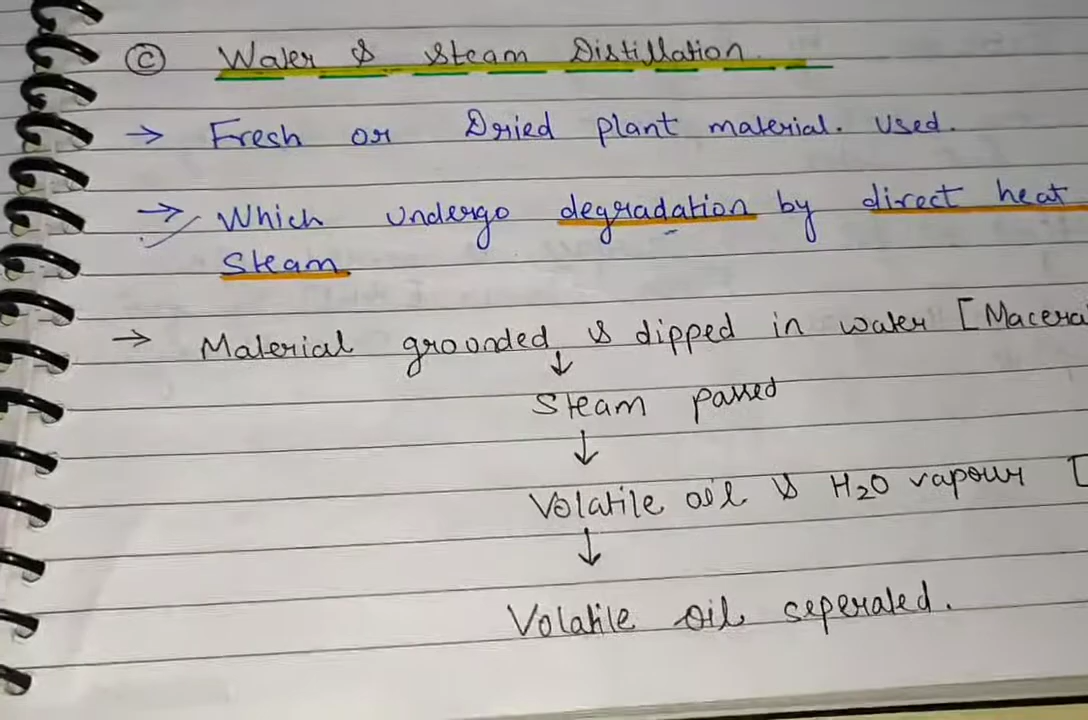 © Water & Steam Distillation.
→ Fresh or Dried plant material. Used.
→ Which undergo degradation by direct heat
Steam
→ Material grounded & dipped in water [Macera
↓
Steam passed
↓
Volatile oil & H2O vapour [
↓
Volatile oil seperated.